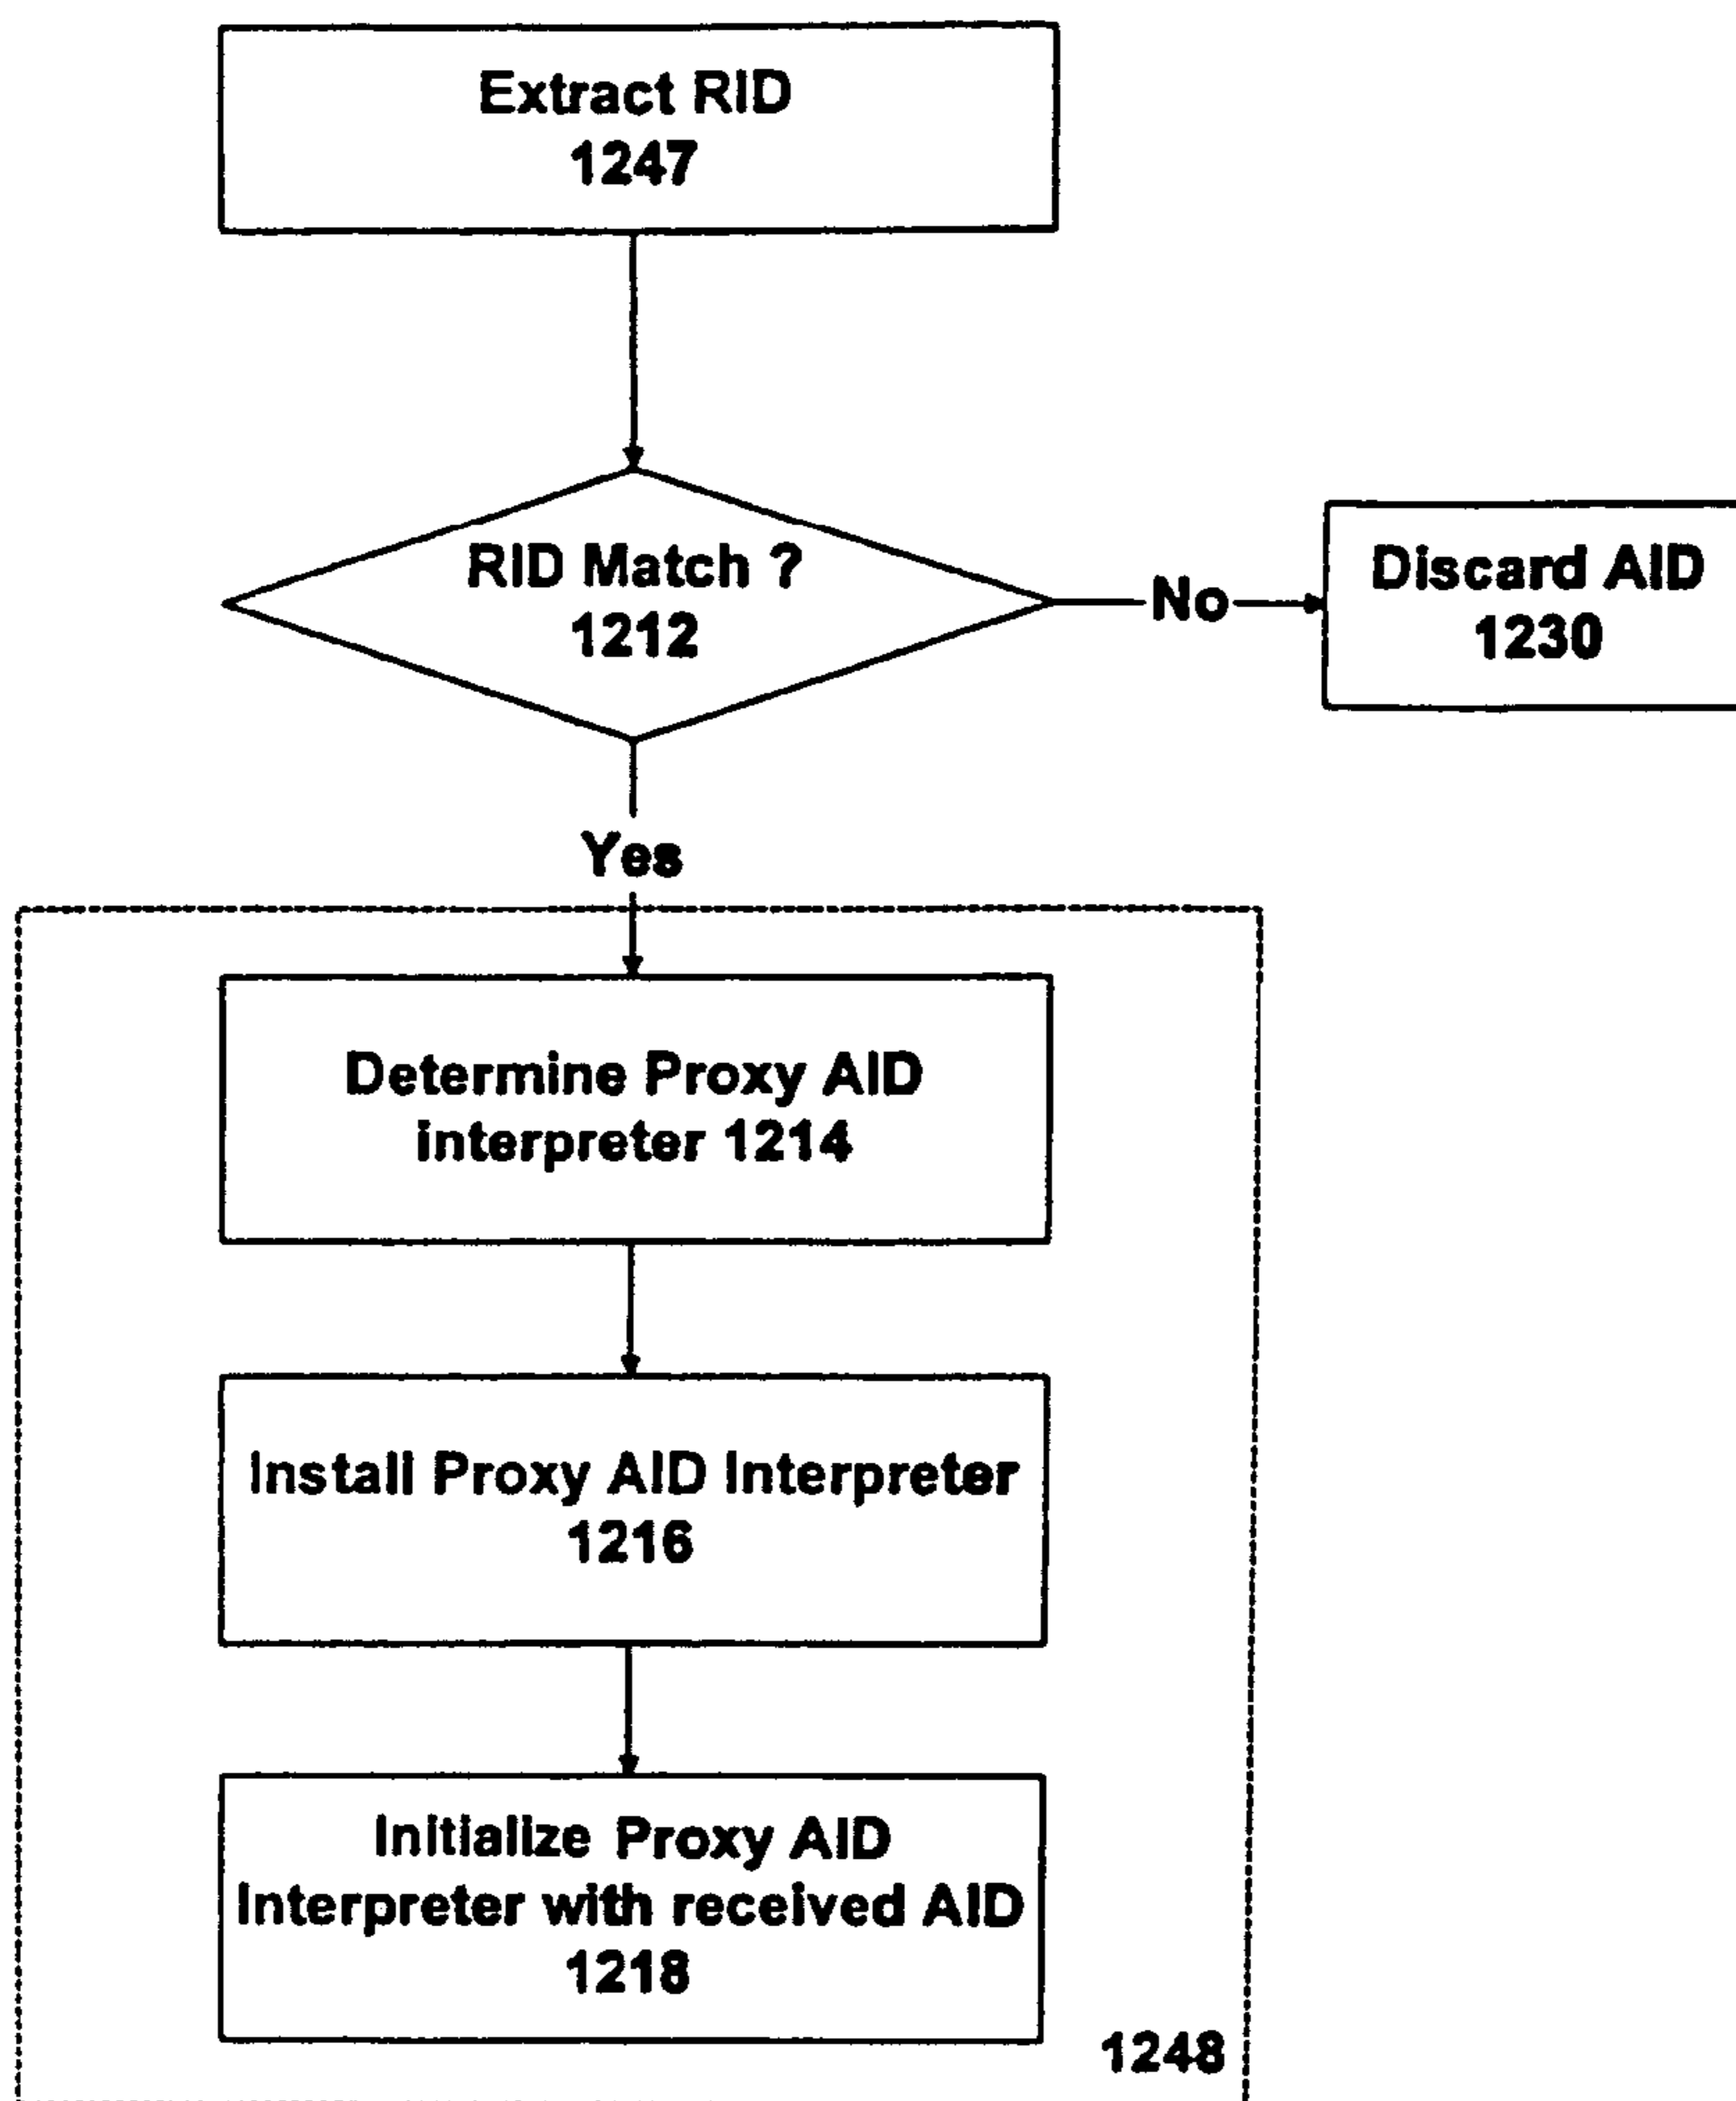 Extract RID
1247
RID Match ?
1212
No
Discard AID
1230
Yes
Determine Proxy AID
interpreter 1214
Install Proxy AID Interpreter
1216
Initialize Proxy AID
Interpreter with received AID
1218
1248